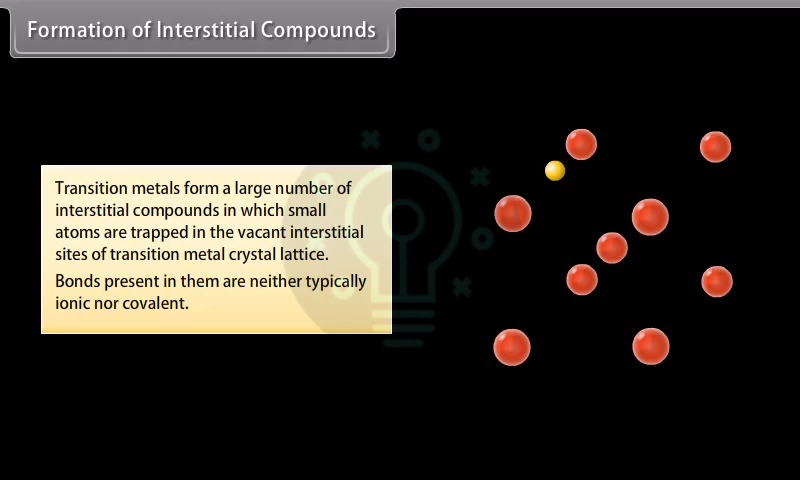 Formation of Interstitial Compounds
Transition metals form a large number of
interstitial compounds in which small
atoms are trapped in the vacant interstitial
sites of transition metal crystal lattice.
Bonds present in them are neither typically
ionic nor covalent.